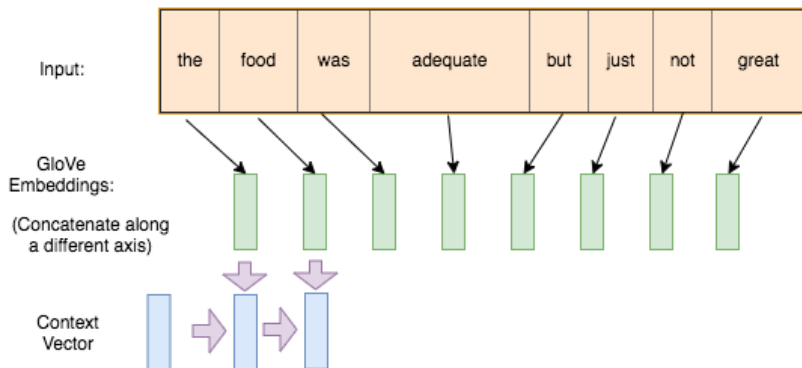 Input:
the food was adequate but just not great
GloVe
Embeddings:
(Concatenate along
a different axis)
Context
Vector